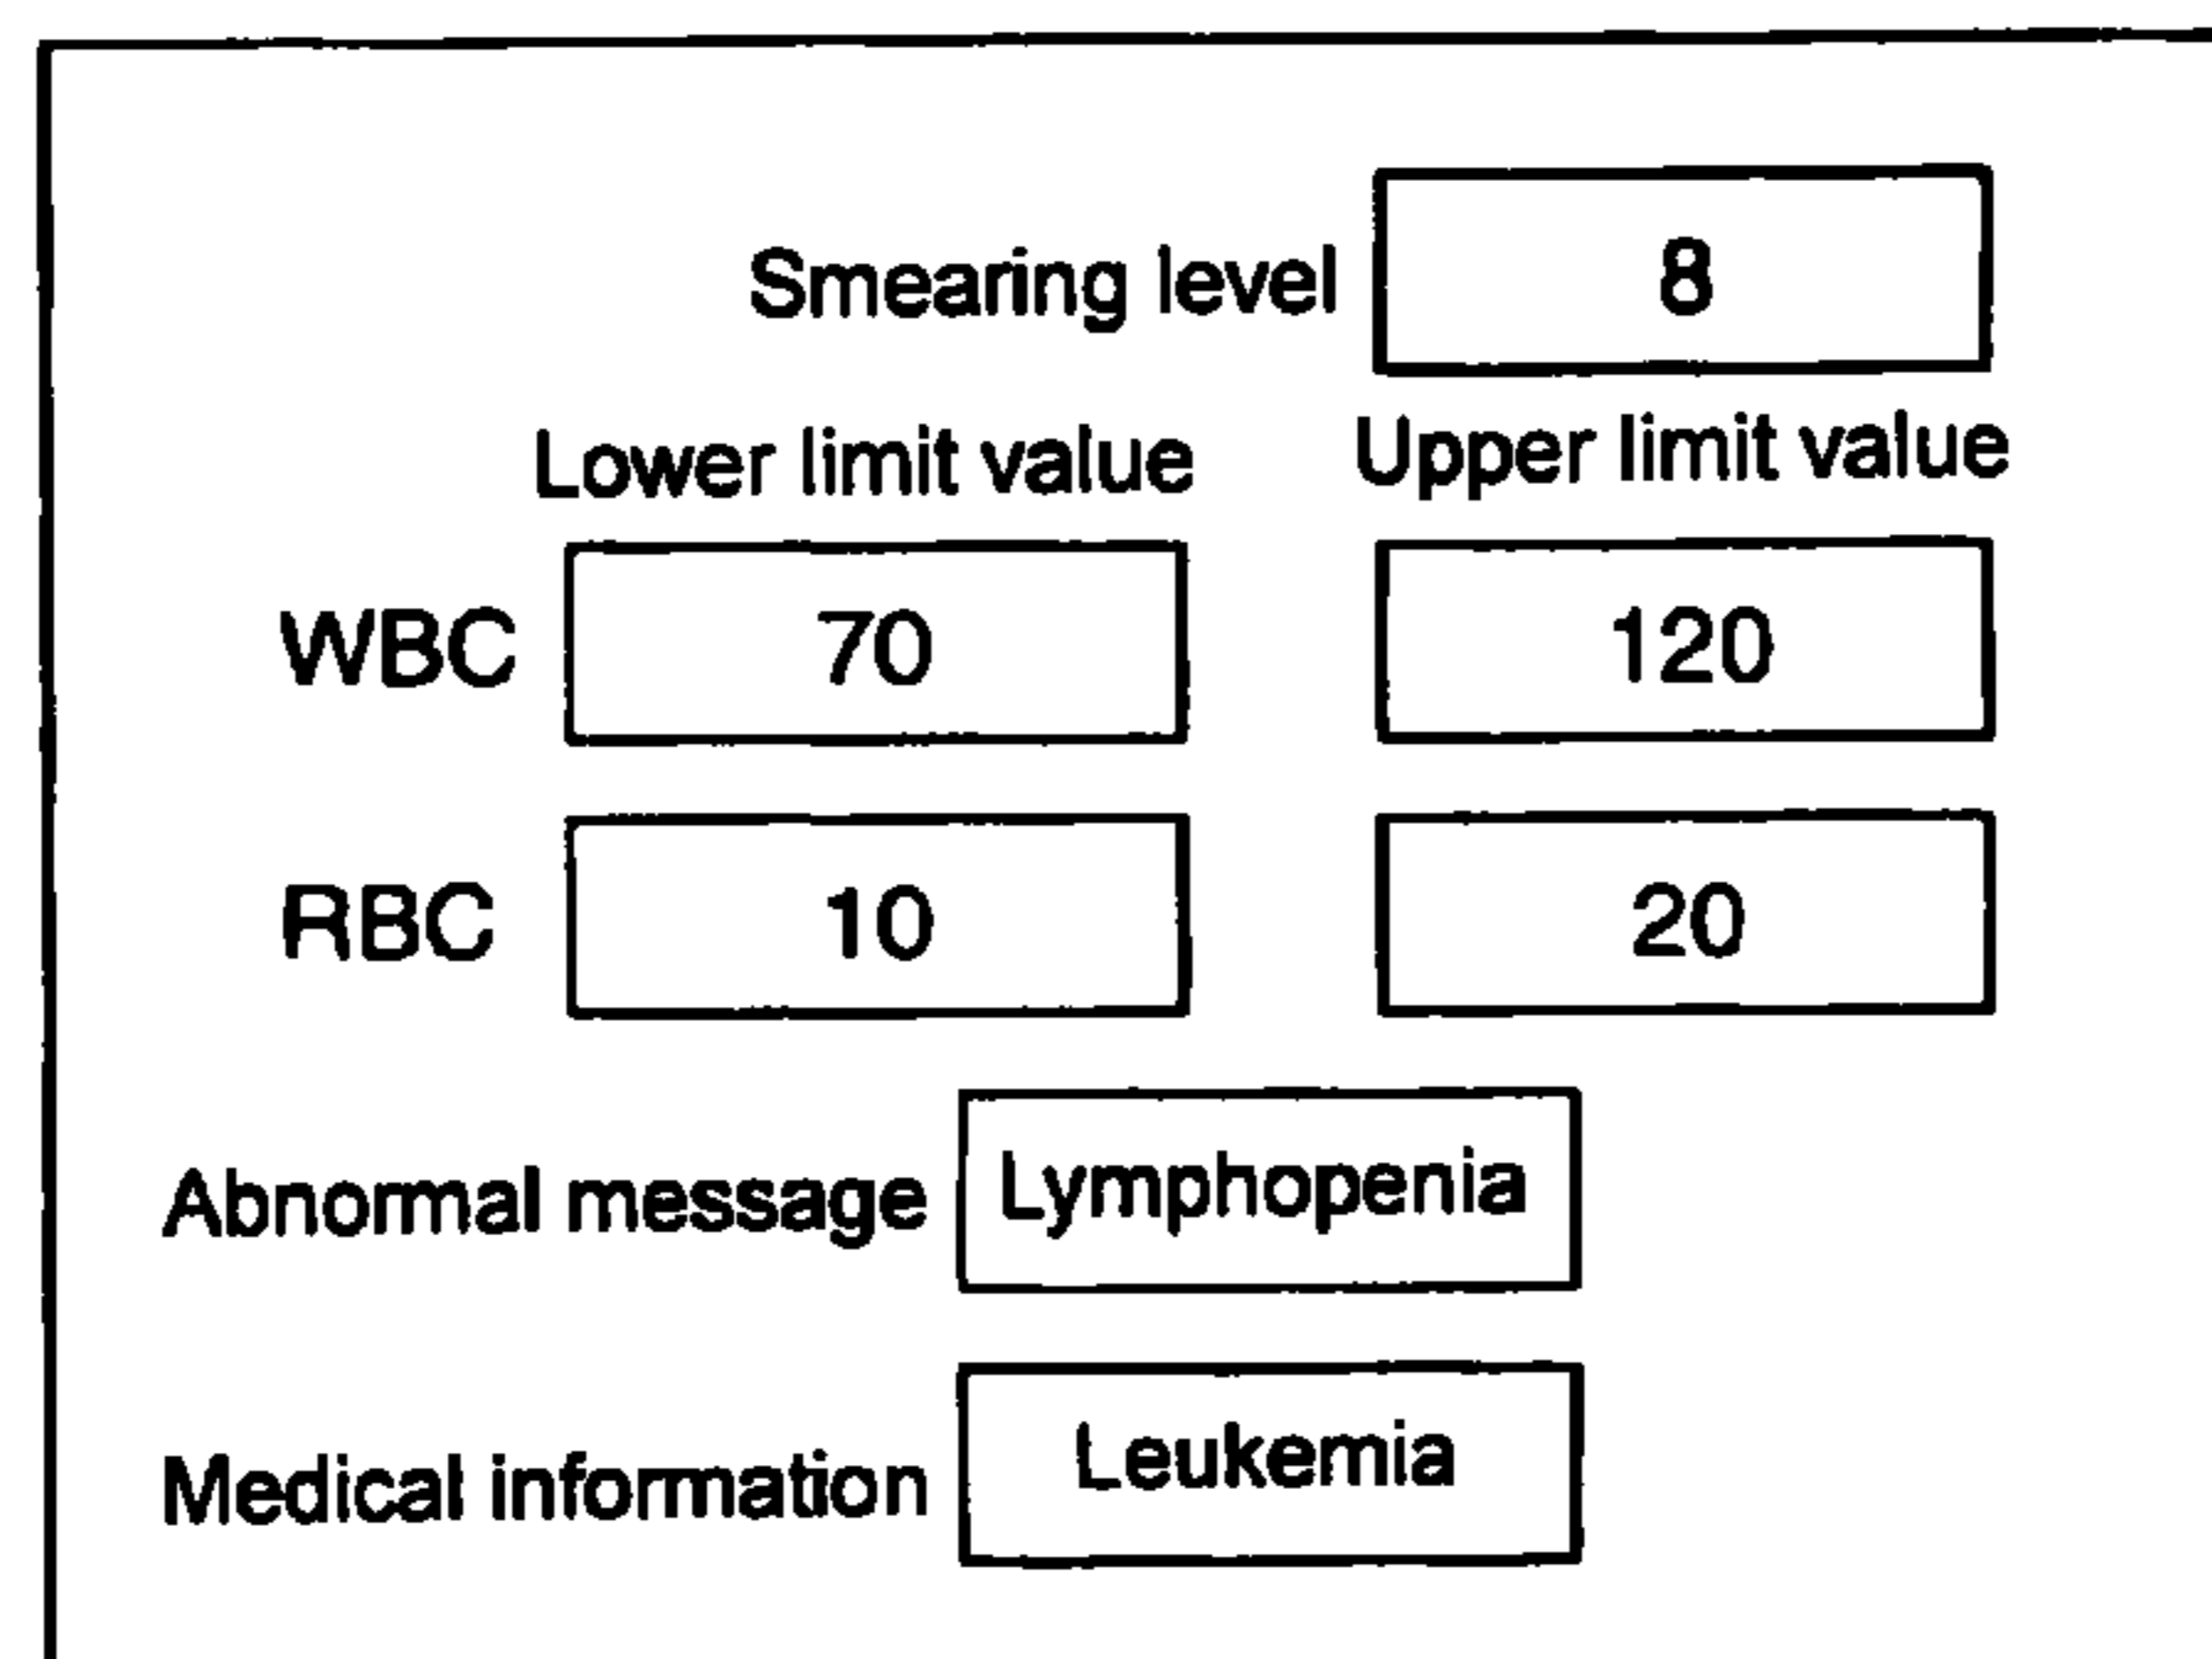 Smearing level 8
Lower limit value Upper limit value
WBC 70 120
RBC 10 20
Abnormal message Lymphopenia
Medical information Leukemia